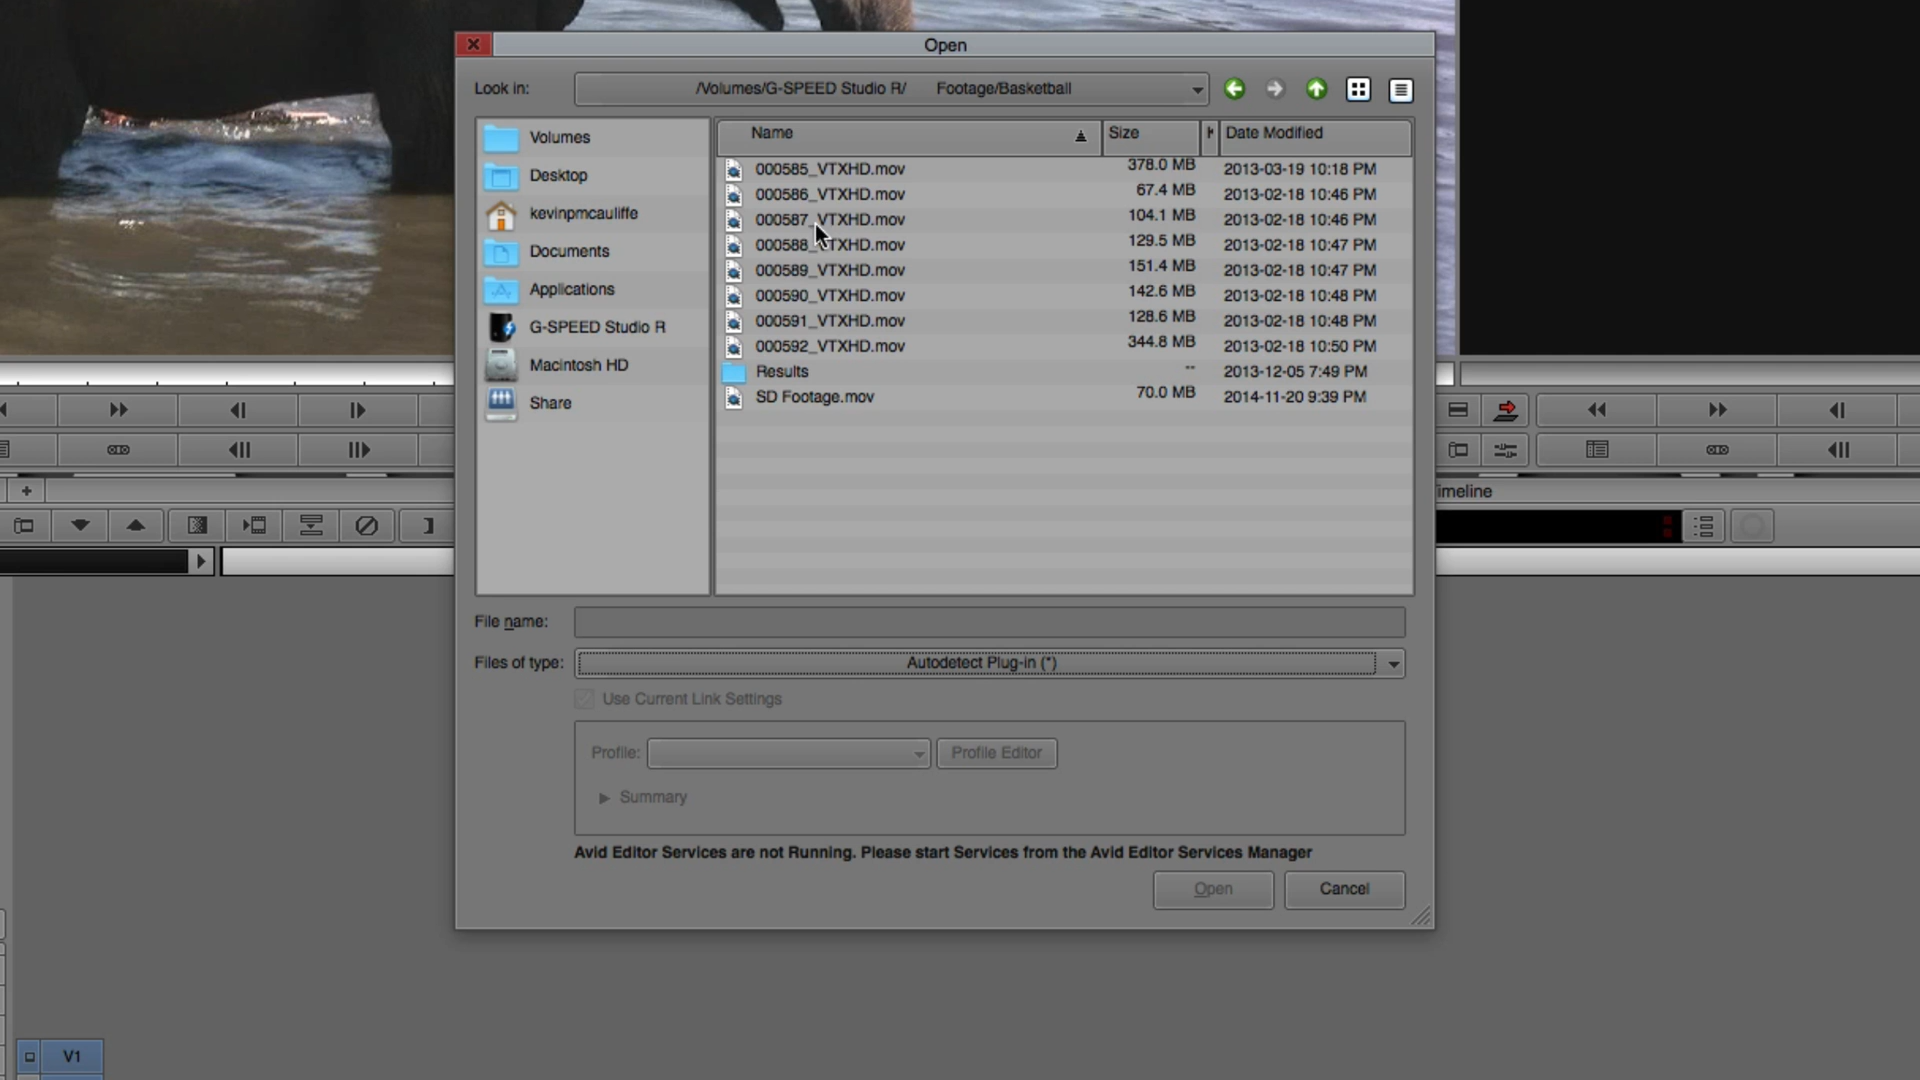 Open
Look in: /Volumes/G-SPEED Studio R/ Footage/Basketball
Volumes
Desktop
kevinpmcauliffe
Documents
Applications
G-SPEED Studio R
Macintosh HD
Share
Name Size Date Modified
000585_VTXHD.mov 378.0 MB 2013-03-19 10:18 PM
000586_VTXHD.mov 67.4 MB 2013-02-18 10:46 PM
000587_VTXHD.mov 104.1 MB 2013-02-18 10:46 PM
000588_VTXHD.mov 129.5 MB 2013-02-18 10:47 PM
000589_VTXHD.mov 151.4 MB 2013-02-18 10:47 PM
000590_VTXHD.mov 142.6 MB 2013-02-18 10:48 PM
000591_VTXHD.mov 128.6 MB 2013-02-18 10:48 PM
000592_VTXHD.mov 344.8 MB 2013-02-18 10:50 PM
Results -- 2013-12-05 7:49 PM
SD Footage.mov 70.0 MB 2014-11-20 9:39 PM
imeline
File name:
Files of type: Autodetect Plug-in (*)
Use Current Link Settings
Profile: Profile Editor
Summary
Avid Editor Services are not Running. Please start Services from the Avid Editor Services Manager
Open Cancel
V1